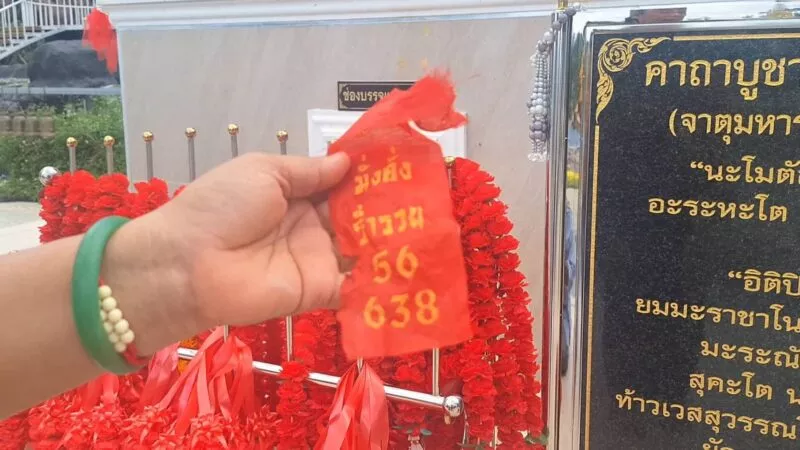 ช่องบรรจุ
มั่งคั่ง
ร่ำรวย
56
638
คาถาบูชา
(จาตุมหาร
“นะโมตัส
อะระหะโต
“อิติปิ
ยมมะราชาโน
มะระณั
สุคะโต
ท้าวเวสสุวรรณ